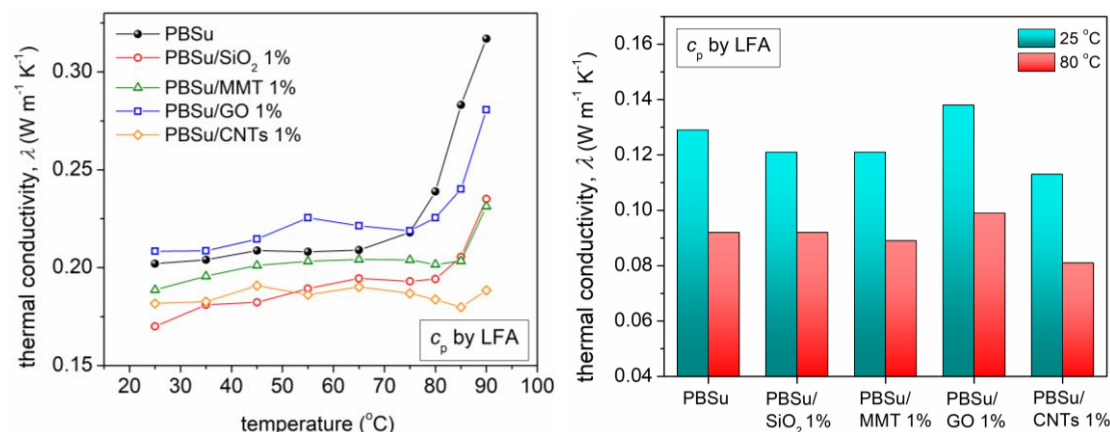 thermal conductivity, λ (W m⁻¹ K⁻¹)
0.30
0.25
0.20
0.15
PBSu
PBSu/SiO₂ 1%
PBSu/MMT 1%
PBSu/GO 1%
PBSu/CNTs 1%
cₚ by LFA
20 30 40 50 60 70 80 90 100
temperature (°C)
thermal conductivity, λ (W m⁻¹ K⁻¹)
0.16
0.14
0.12
0.10
0.08
0.06
0.04
cₚ by LFA
25 °C
80 °C
PBSu
PBSu/
SiO₂ 1%
PBSu/
MMT 1%
PBSu/
GO 1%
PBSu/
CNTs 1%